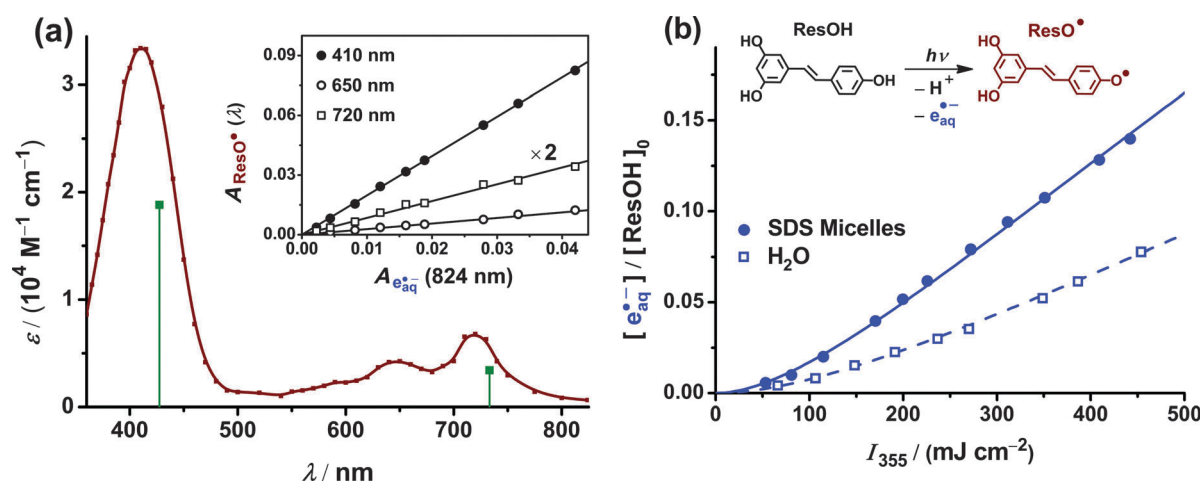 (a)
ε / (10⁴ M⁻¹ cm⁻¹)
3
2
1
0
400
500
600
700
800
λ / nm
A ResO• (λ)
0.09
0.06
0.03
0.00
410 nm
650 nm
720 nm
×2
0.00
0.01
0.02
0.03
0.04
A e•⁻aq (824 nm)
(b)
[ e•⁻aq ] / [ ResOH ]₀
0.15
0.10
0.05
0.00
ResOH
HO
HO
OH
hν
− H⁺
− e•⁻aq
ResO•
HO
HO
O•
SDS Micelles
H₂O
0
100
200
300
400
500
I₃₅₅ / (mJ cm⁻²)